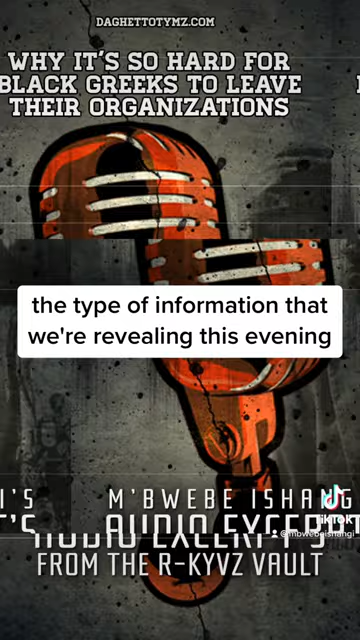 DAGHETTOTYMZ.COM
WHY IT'S SO HARD FOR
BLACK GREEKS TO LEAVE
THEIR ORGANIZATIONS
the type of information that
we're revealing this evening
I'S M'BWEBE ISHANG
T'S AUDIO EXCERPT
FROM THE R-KYVZ VAULT
TikTok
@mbwebeishangi